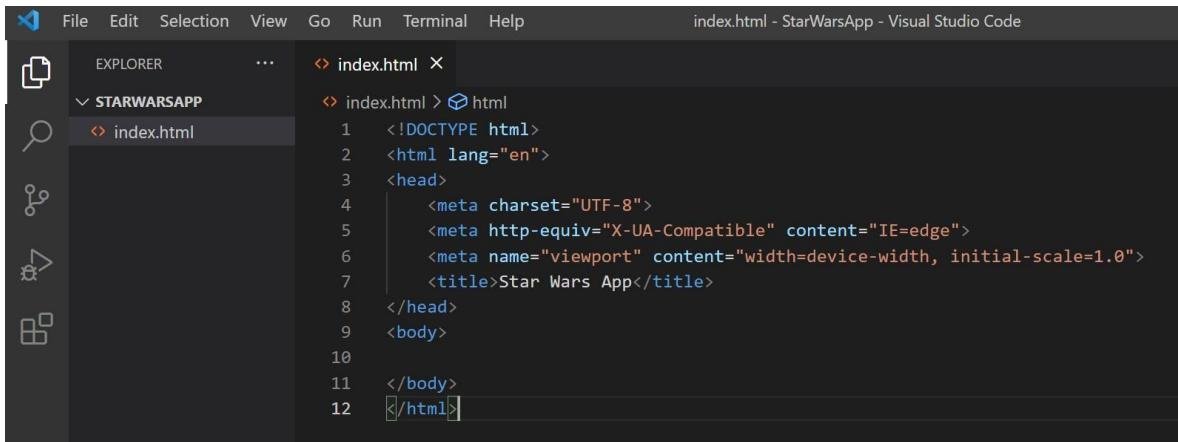 File Edit Selection View Go Run Terminal Help index.html - StarWarsApp - Visual Studio Code
EXPLORER ...
STARWARSAPP
index.html
index.html
index.html > html
1 <!DOCTYPE html>
2 <html lang="en">
3 <head>
4     <meta charset="UTF-8">
5     <meta http-equiv="X-UA-Compatible" content="IE=edge">
6     <meta name="viewport" content="width=device-width, initial-scale=1.0">
7     <title>Star Wars App</title>
8 </head>
9 <body>
10
11 </body>
12 </html>